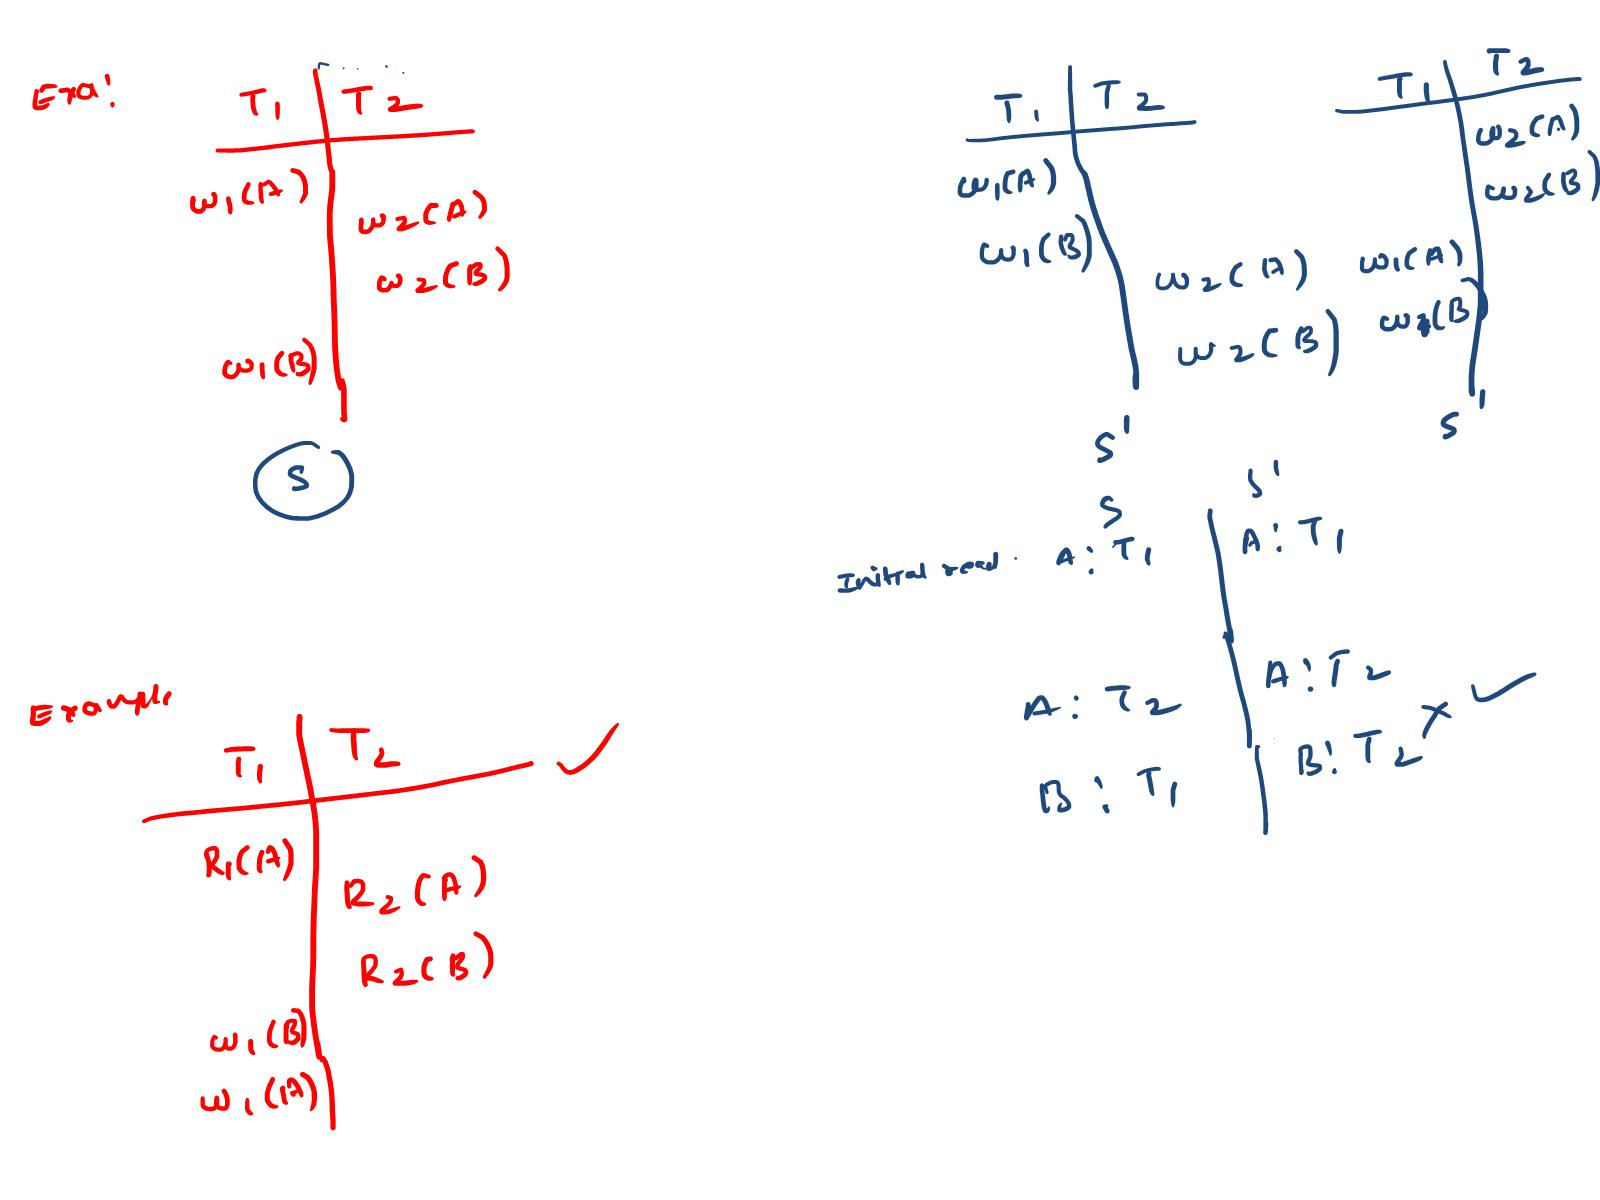 Exa:
T1 T2
w1(A)
w2(A)
w2(B)
w1(B)
S
T1 T2
w1(A)
w1(B)
w2(A)
w2(B)
S'
T1 T2
w2(A)
w2(B)
w1(A)
w1(B)
S'
S S'
Initial read. A: T1 A: T1
A: T2 A: T2
B: T1 B: T2 × ✓
Example
T1 T2 ✓
R1(A)
R2(A)
R2(B)
w1(B)
w1(A)